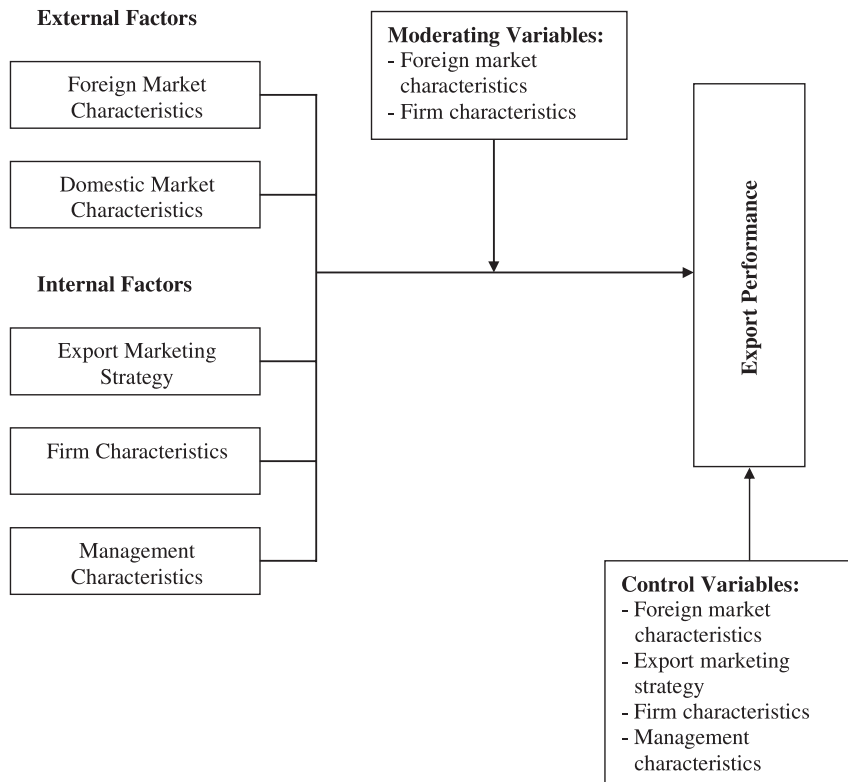 External Factors
Foreign Market
Characteristics
Domestic Market
Characteristics
Internal Factors
Export Marketing
Strategy
Firm Characteristics
Management
Characteristics
Moderating Variables:
- Foreign market
characteristics
- Firm characteristics
Export Performance
Control Variables:
- Foreign market
characteristics
- Export marketing
strategy
- Firm characteristics
- Management
characteristics